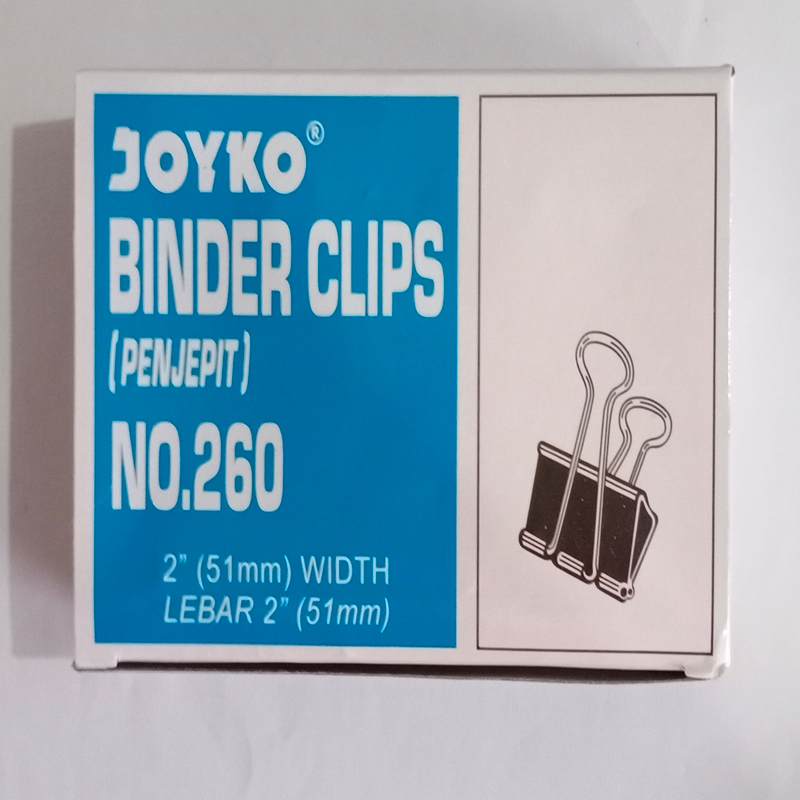 JOYKO®
BINDER CLIPS
(PENJEPIT)
NO.260
2” (51mm) WIDTH
LEBAR 2” (51mm)